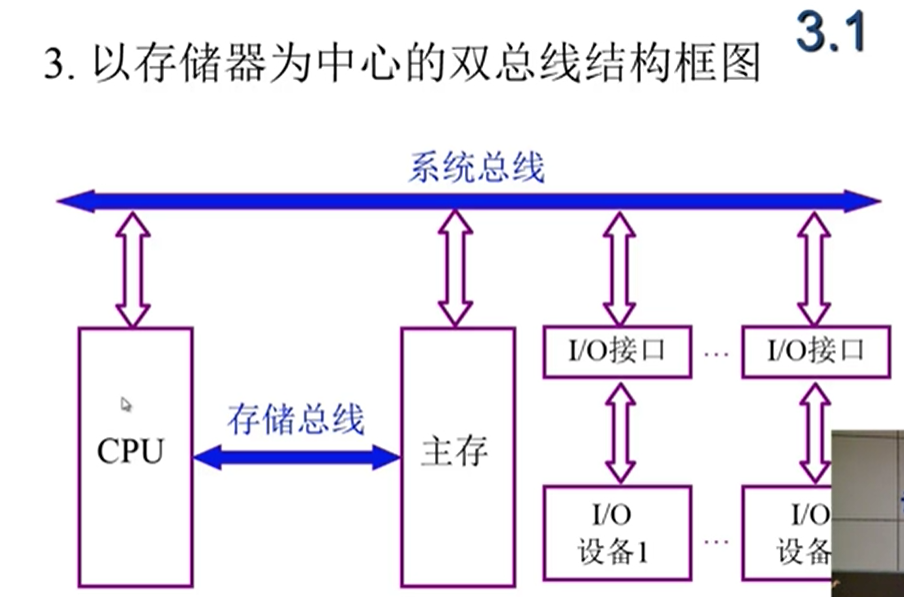 3.1
3. 以存储器为中心的双总线结构框图
系统总线
I/O接口
...
I/O接口
存储总线
CPU
主存
I/O
设备1
...
I/O
设备